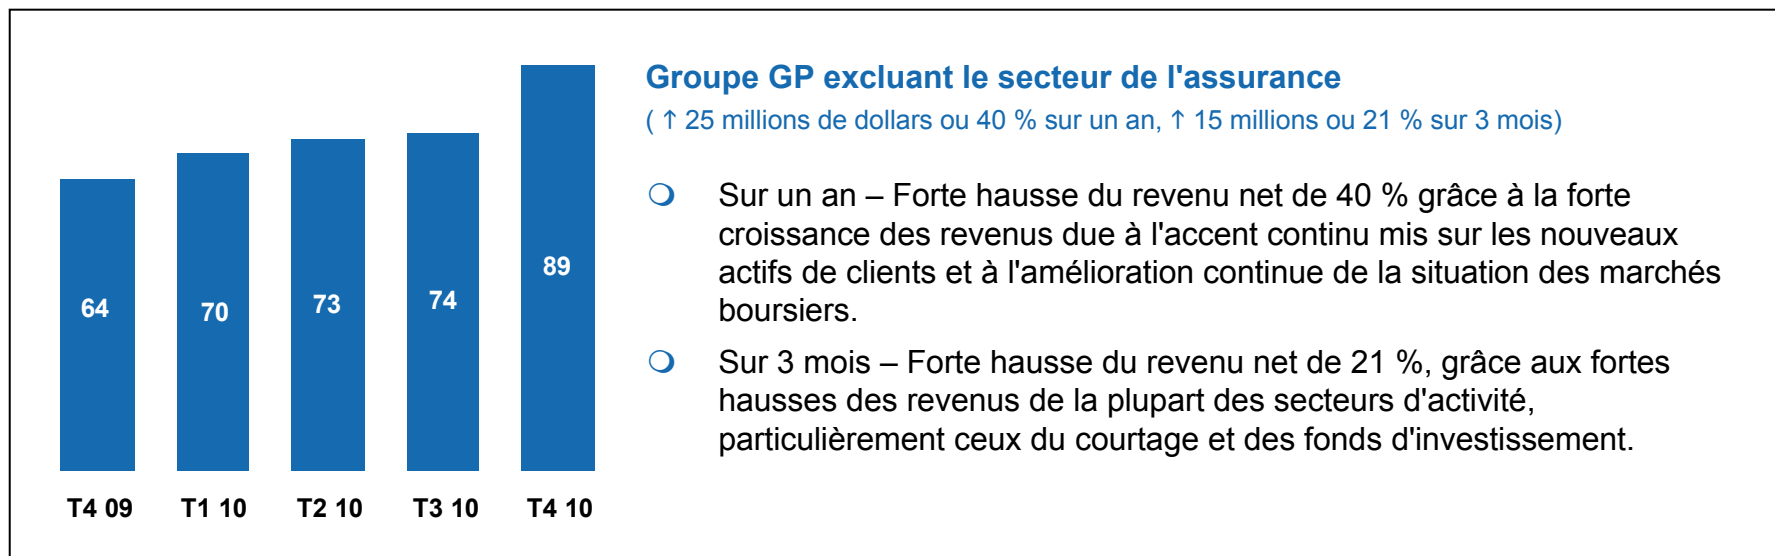 Groupe GP excluant le secteur de l'assurance
( ↑ 25 millions de dollars ou 40 % sur un an, ↑ 15 millions ou 21 % sur 3 mois)
Sur un an – Forte hausse du revenu net de 40 % grâce à la forte
croissance des revenus due à l'accent continu mis sur les nouveaux
actifs de clients et à l'amélioration continue de la situation des marchés
boursiers.
Sur 3 mois – Forte hausse du revenu net de 21 %, grâce aux fortes
hausses des revenus de la plupart des secteurs d'activité,
particulièrement ceux du courtage et des fonds d'investissement.
64 70 73 74 89
T4 09 T1 10 T2 10 T3 10 T4 10